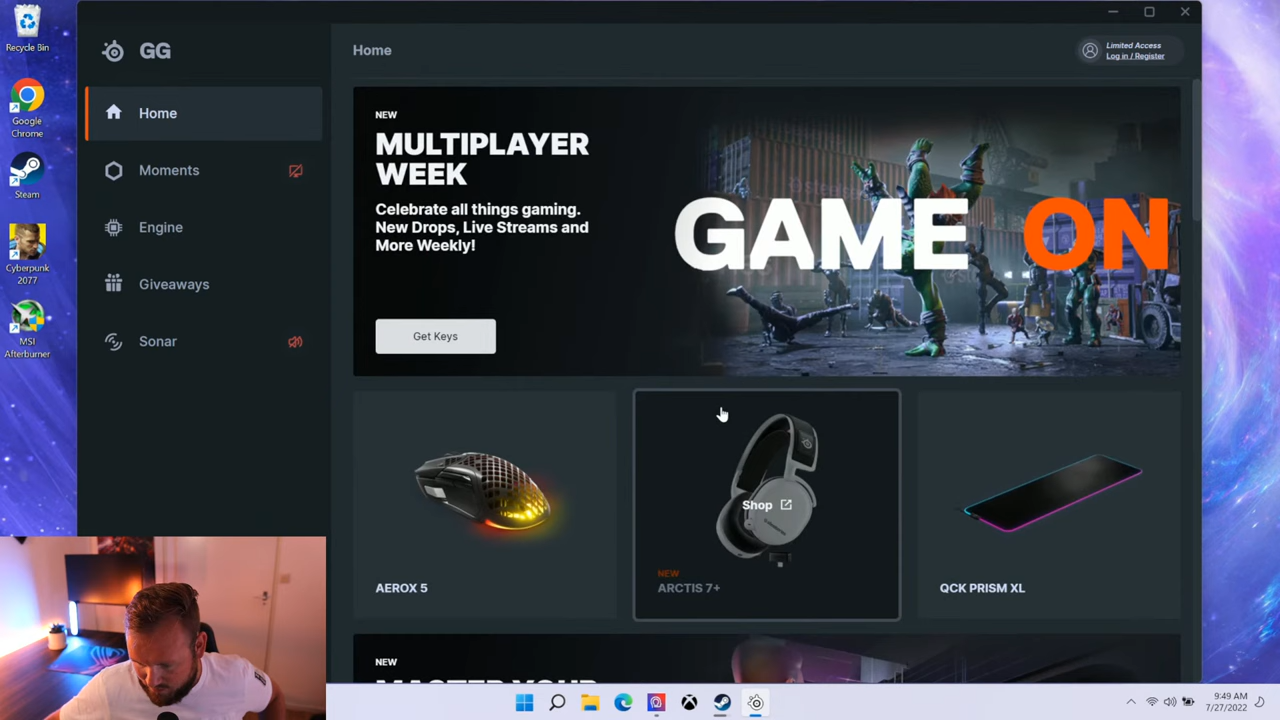 Recycle Bin
Google
Chrome
Steam
Cyberpunk
2077
MSI
Afterburner
GG
Home
Moments
Engine
Giveaways
Sonar
Home
Limited Access
Log in / Register
NEW
MULTIPLAYER
WEEK
Celebrate all things gaming.
New Drops, Live Streams and
More Weekly!
Get Keys
GAME ON
AEROX 5
Shop
NEW
ARCTIS 7+
QCK PRISM XL
NEW
MASTER YOUR
9:49 AM
7/27/2022